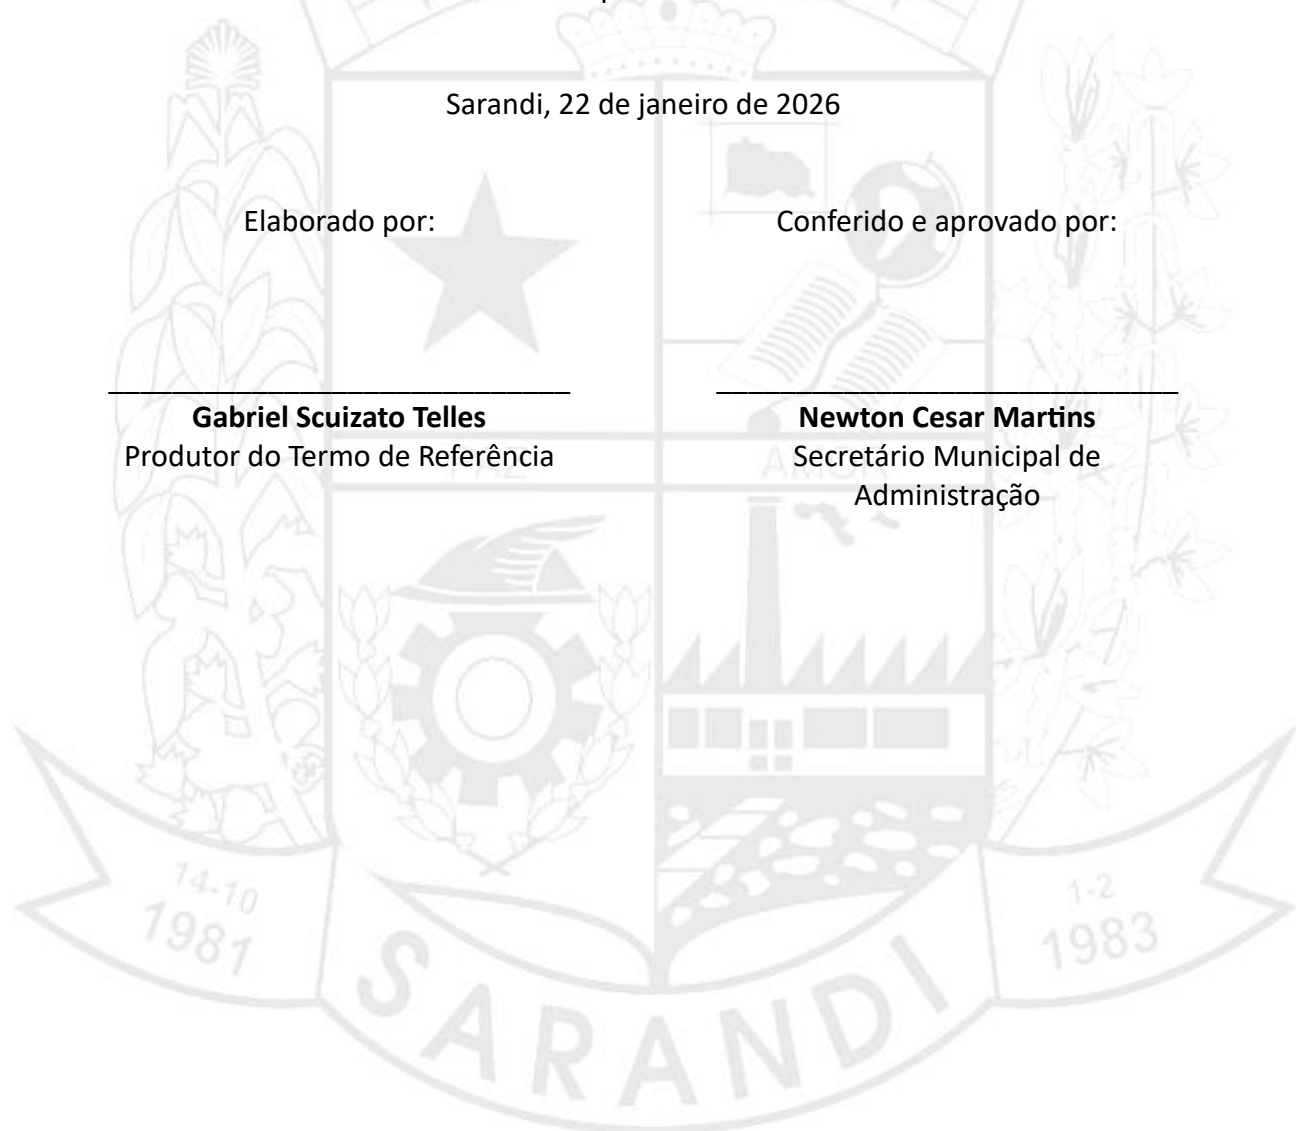 Sarandi, 22 de janeiro de 2026
Elaborado por:
Conferido e aprovado por:
Gabriel Scuizato Telles
Produtor do Termo de Referência
Newton Cesar Martins
Secretário Municipal de
Administração
PAZ
14-10
1981
1-2
1983
SARANDI